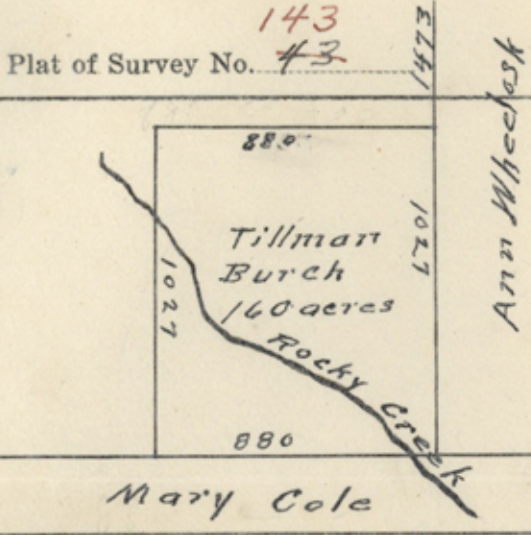 143
Plat of Survey No. 43
1473
Ann Wheelock
880
1027
Tillman
Burch
160 acres
1027
Rocky Creek
880
Mary Cole